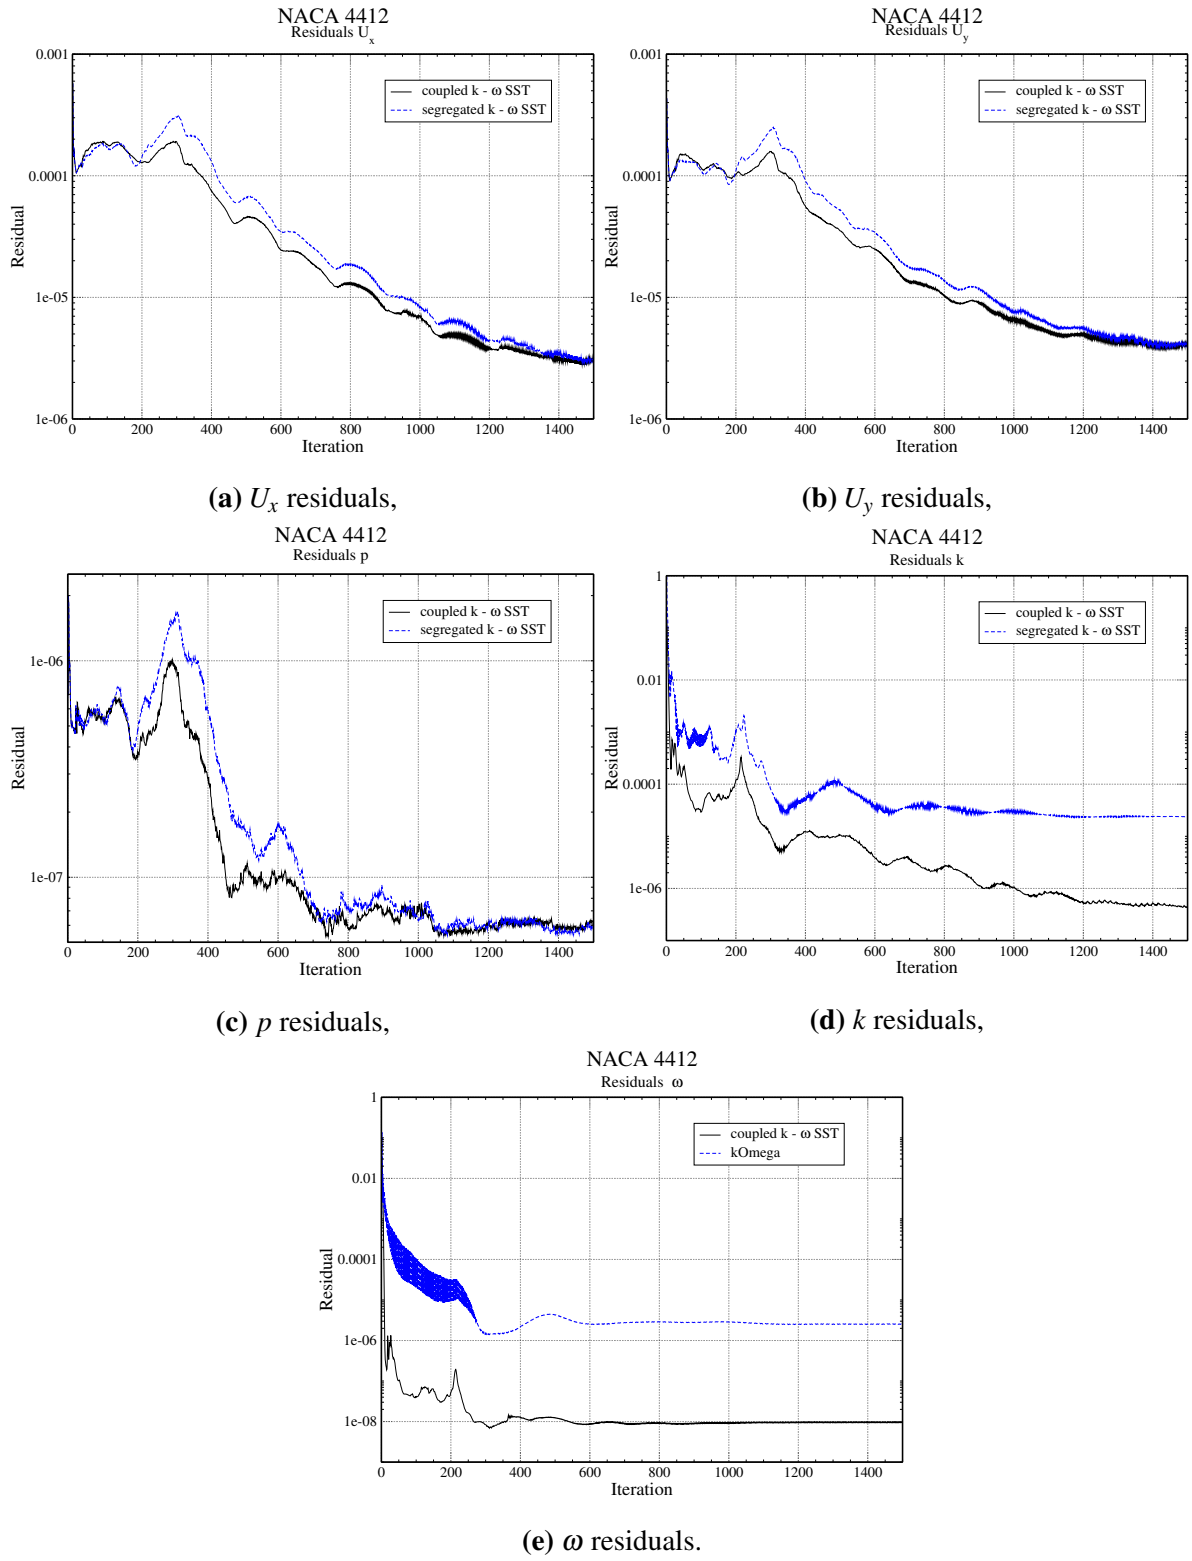 NACA 4412
Residuals Ux
0.001
0.0001
1e-05
1e-06
Residual
coupled k - ω SST
segregated k - ω SST
0 200 400 600 800 1000 1200 1400
Iteration
(a) Ux residuals,
NACA 4412
Residuals Uy
0.001
0.0001
1e-05
1e-06
Residual
coupled k - ω SST
segregated k - ω SST
0 200 400 600 800 1000 1200 1400
Iteration
(b) Uy residuals,
NACA 4412
Residuals p
1e-06
1e-07
Residual
coupled k - ω SST
segregated k - ω SST
0 200 400 600 800 1000 1200 1400
Iteration
(c) p residuals,
NACA 4412
Residuals k
1
0.01
0.0001
1e-06
Residual
coupled k - ω SST
segregated k - ω SST
0 200 400 600 800 1000 1200 1400
Iteration
(d) k residuals,
NACA 4412
Residuals ω
1
0.01
0.0001
1e-06
1e-08
Residual
coupled k - ω SST
kOmega
0 200 400 600 800 1000 1200 1400
Iteration
(e) ω residuals.